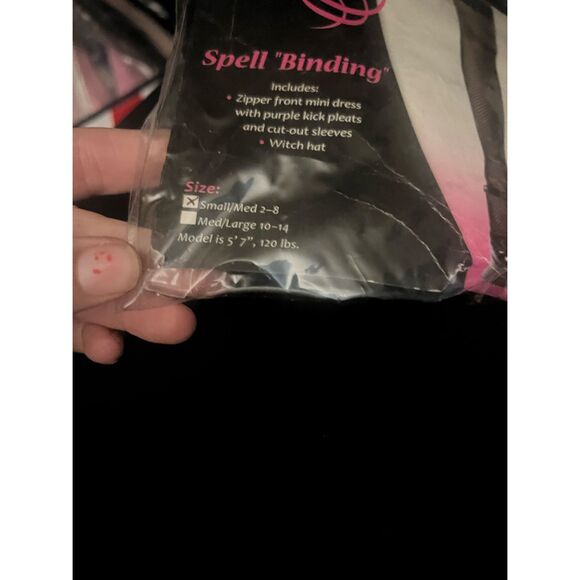 Spell "Binding"
Includes:
• Zipper front mini dress
with purple kick pleats
and cut-out sleeves
• Witch hat
Size:
Small/Med 2–8
Med/Large 10–14
Model is 5' 7", 120 lbs.